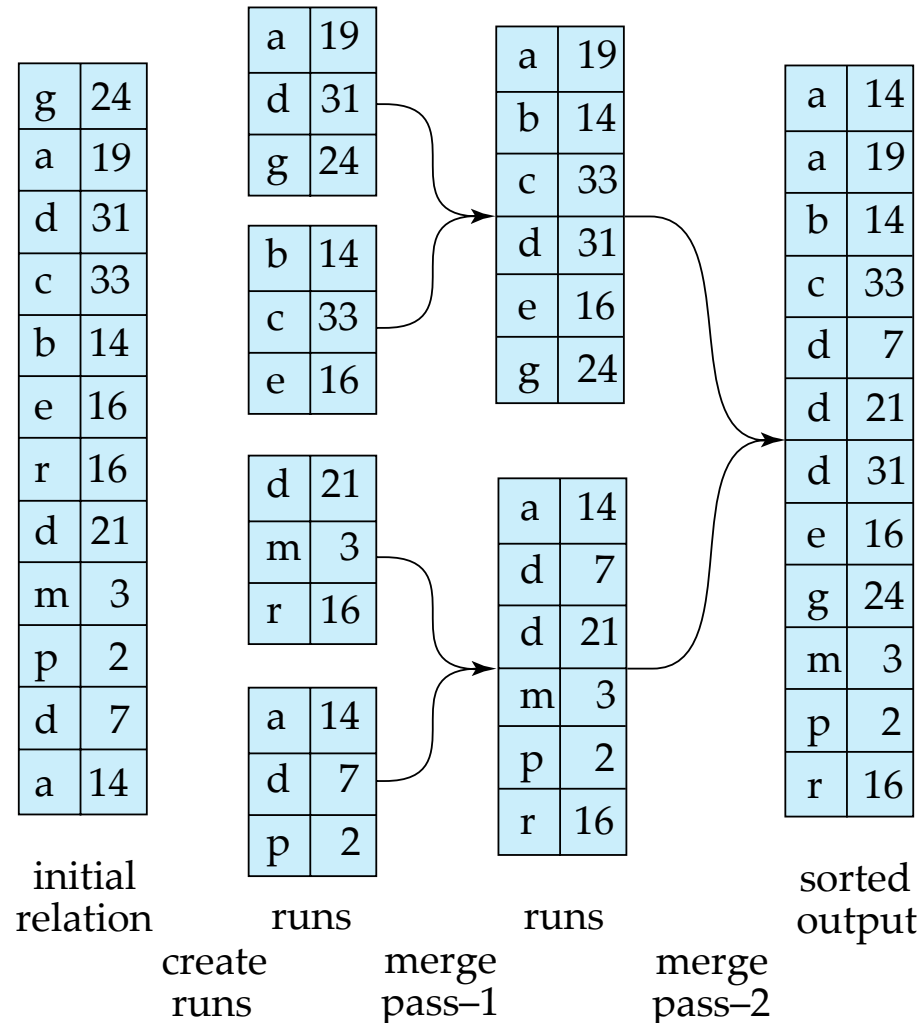 g 24
a 19
d 31
c 33
b 14
e 16
r 16
d 21
m 3
p 2
d 7
a 14
initial
relation
a 19
d 31
g 24
b 14
c 33
e 16
d 21
m 3
r 16
a 14
d 7
p 2
runs
create
runs
a 19
b 14
c 33
d 31
e 16
g 24
a 14
d 7
d 21
m 3
p 2
r 16
runs
merge
pass–1
a 14
a 19
b 14
c 33
d 7
d 21
d 31
e 16
g 24
m 3
p 2
r 16
sorted
output
merge
pass–2